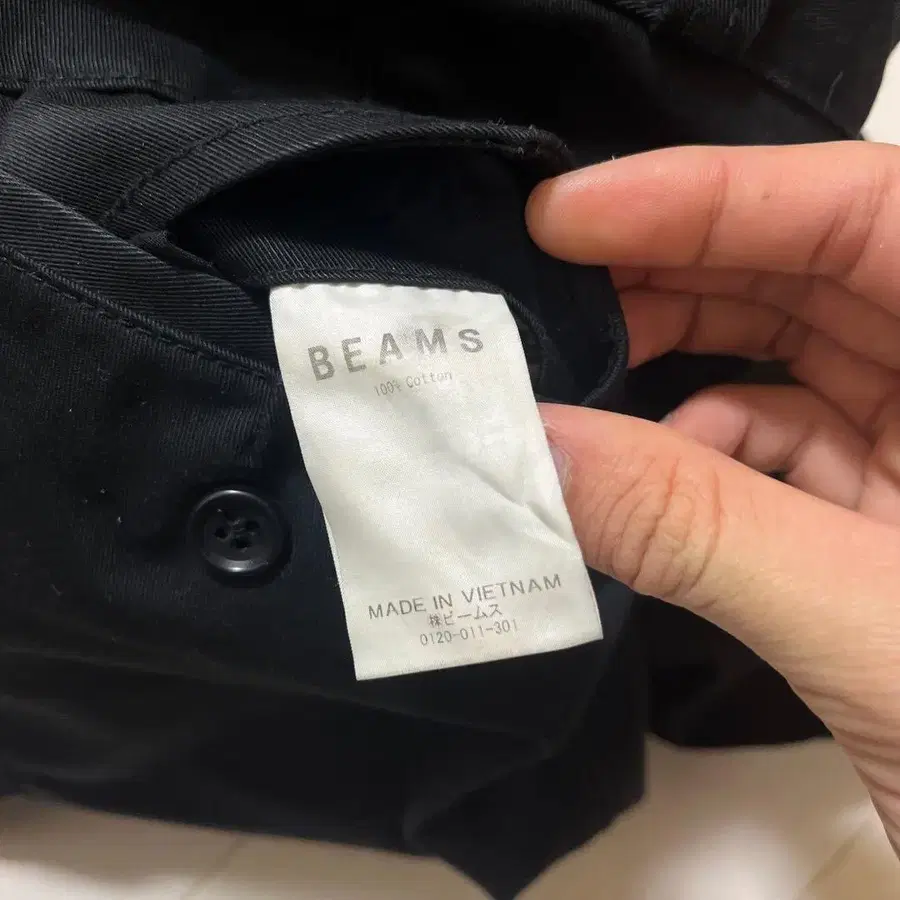 BEAMS
100% Cotton
MADE IN VIETNAM
㈱ビームス
0120-011-301